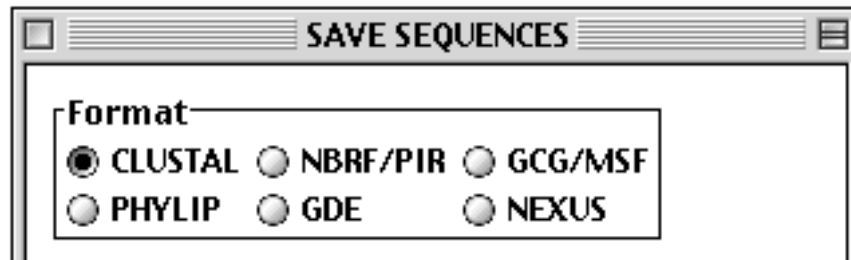 SAVE SEQUENCES
Format
CLUSTAL NBRF/PIR GCG/MSF
PHYLIP GDE NEXUS